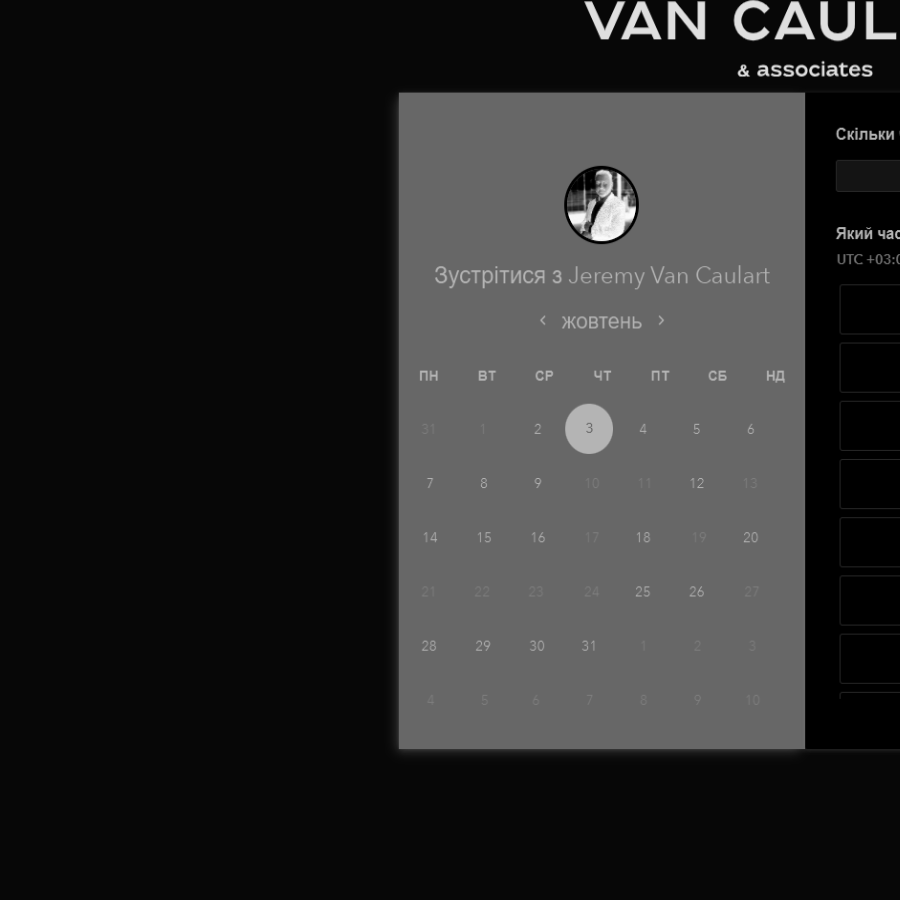 VAN CAUL
& associates
Скільки
Зустрітися з Jeremy Van Caulart
Який час
UTC +03:0
жовтень
ПН ВТ СР ЧТ ПТ СБ НД
31 1 2 3 4 5 6
7 8 9 10 11 12 13
14 15 16 17 18 19 20
21 22 23 24 25 26 27
28 29 30 31 1 2 3
4 5 6 7 8 9 10